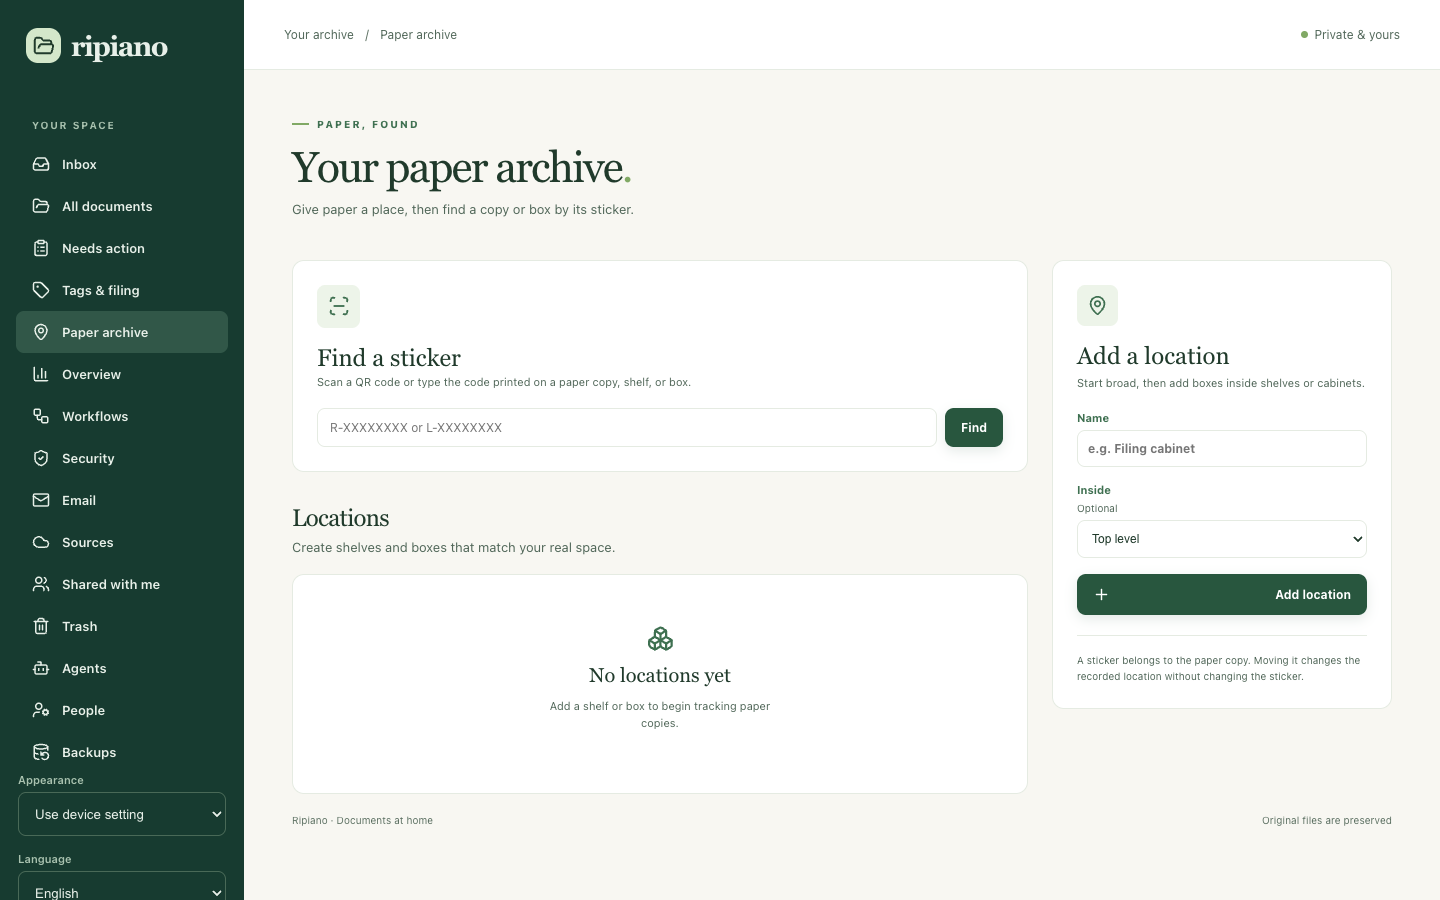 ripiano
YOUR SPACE
Inbox
All documents
Needs action
Tags & filing
Paper archive
Overview
Workflows
Security
Email
Sources
Shared with me
Trash
Agents
People
Backups
Appearance
Use device setting
Language
English
Your archive / Paper archive
Private & yours
PAPER, FOUND
Your paper archive.
Give paper a place, then find a copy or box by its sticker.
Find a sticker
Scan a QR code or type the code printed on a paper copy, shelf, or box.
R-XXXXXXXX or L-XXXXXXXX
Find
Locations
Create shelves and boxes that match your real space.
No locations yet
Add a shelf or box to begin tracking paper
copies.
Add a location
Start broad, then add boxes inside shelves or cabinets.
Name
e.g. Filing cabinet
Inside
Optional
Top level
Add location
A sticker belongs to the paper copy. Moving it changes the
recorded location without changing the sticker.
Ripiano · Documents at home
Original files are preserved